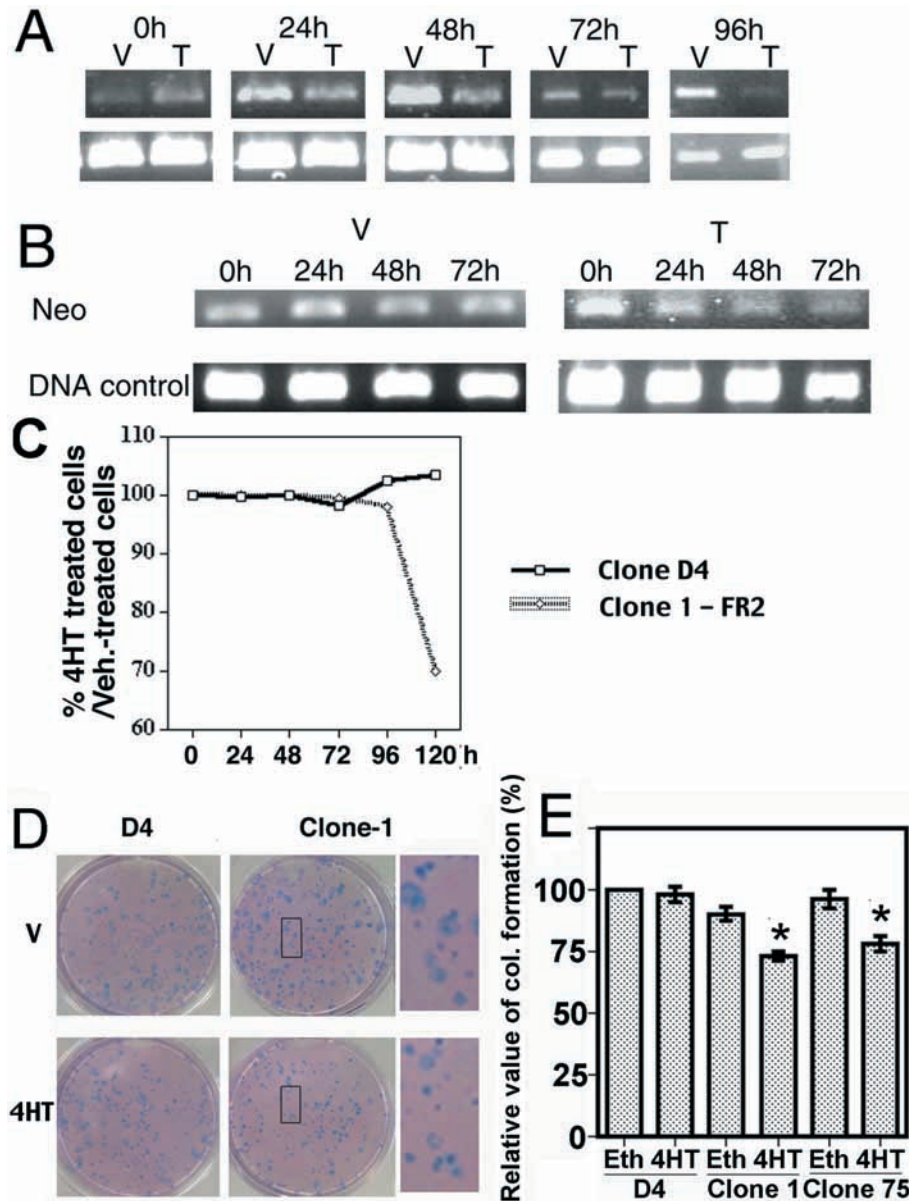 A
0h 24h 48h 72h 96h
V T V T V T V T V T
B
V T
0h 24h 48h 72h 0h 24h 48h 72h
Neo
DNA control
C
% 4HT treated cells
/Veh.-treated cells
110
100
90
80
70
60
0 24 48 72 96 120 h
Clone D4
Clone 1 – FR2
D
D4 Clone-1
V
4HT
E
Relative value of col. formation (%)
100
75
50
25
0
* *
Eth 4HT Eth 4HT Eth 4HT
D4 Clone 1 Clone 75